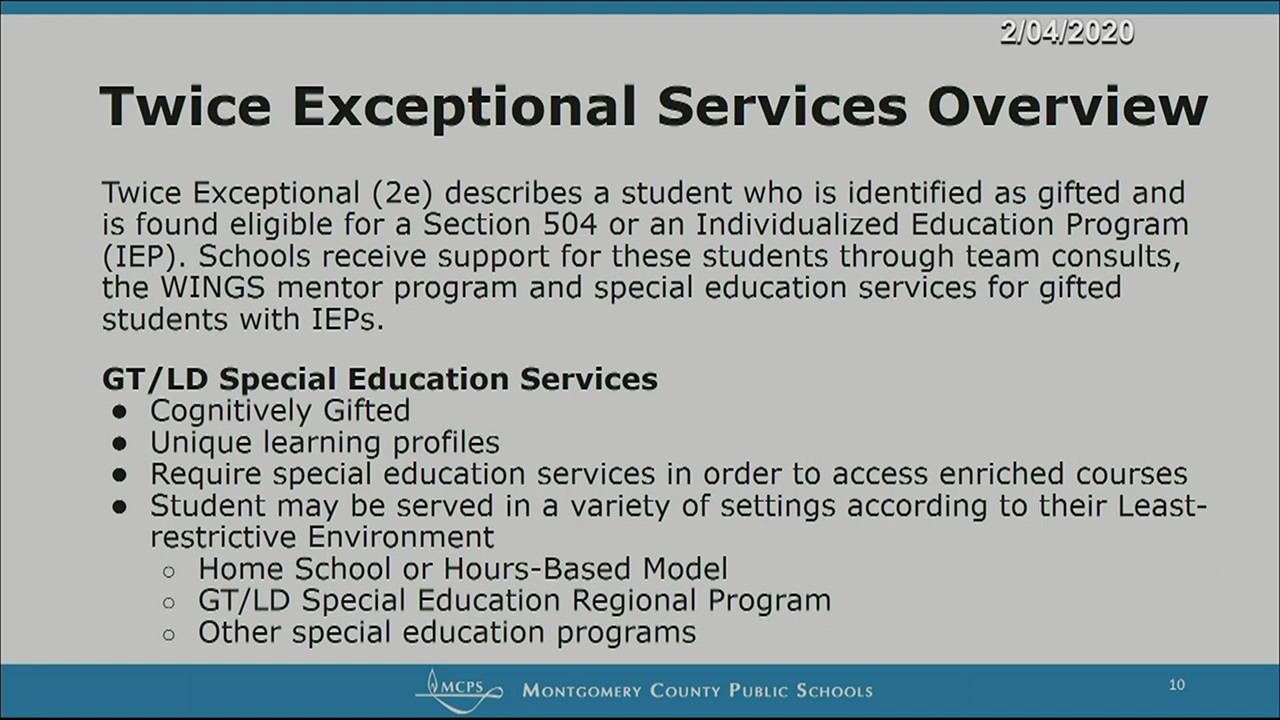 2/04/2020
Twice Exceptional Services Overview
Twice Exceptional (2e) describes a student who is identified as gifted and
is found eligible for a Section 504 or an Individualized Education Program
(IEP). Schools receive support for these students through team consults,
the WINGS mentor program and special education services for gifted
students with IEPs.
GT/LD Special Education Services
● Cognitively Gifted
● Unique learning profiles
● Require special education services in order to access enriched courses
● Student may be served in a variety of settings according to their Least-
restrictive Environment
○ Home School or Hours-Based Model
○ GT/LD Special Education Regional Program
○ Other special education programs
MCPS MONTGOMERY COUNTY PUBLIC SCHOOLS
10